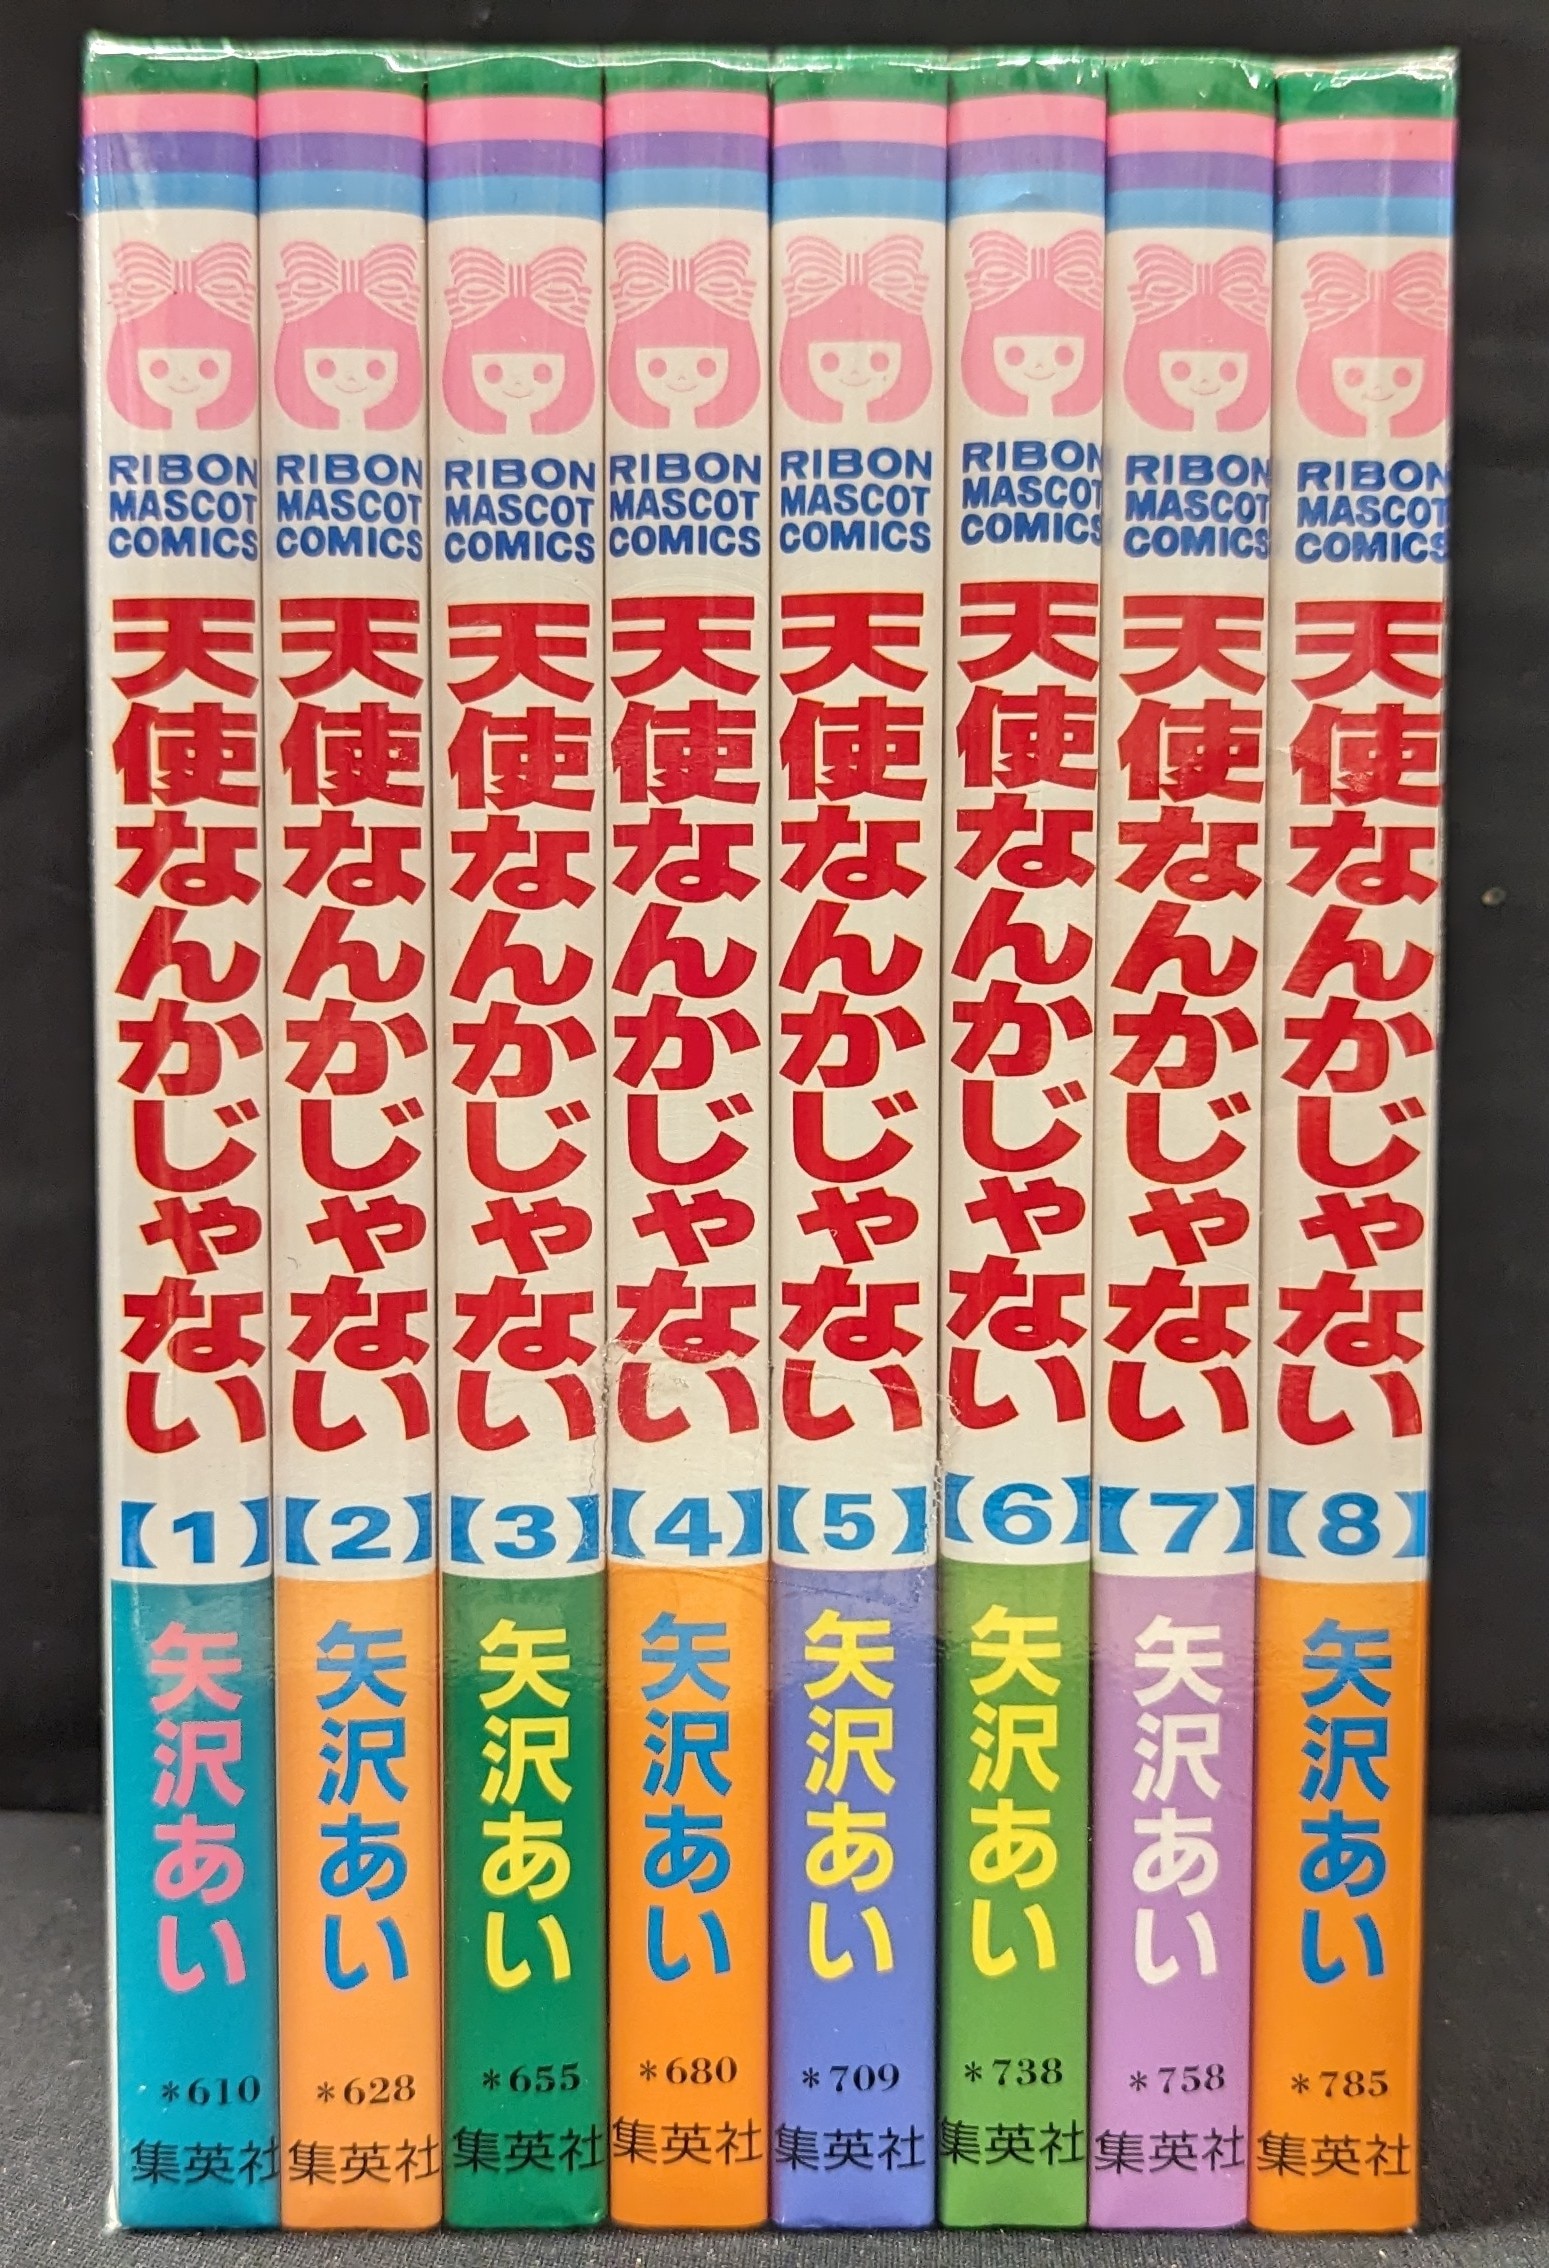 RIBON
MASCOT
COMICS
天使なんかじゃない
【1】
矢沢あい
*610
集英社
RIBON
MASCOT
COMICS
天使なんかじゃない
【2】
矢沢あい
*628
集英社
RIBON
MASCOT
COMICS
天使なんかじゃない
【3】
矢沢あい
*655
集英社
RIBON
MASCOT
COMICS
天使なんかじゃない
【4】
矢沢あい
*680
集英社
RIBON
MASCOT
COMICS
天使なんかじゃない
【5】
矢沢あい
*709
集英社
RIBON
MASCOT
COMICS
天使なんかじゃない
【6】
矢沢あい
*738
集英社
RIBON
MASCOT
COMICS
天使なんかじゃない
【7】
矢沢あい
*758
集英社
RIBON
MASCOT
COMICS
天使なんかじゃない
【8】
矢沢あい
*785
集英社